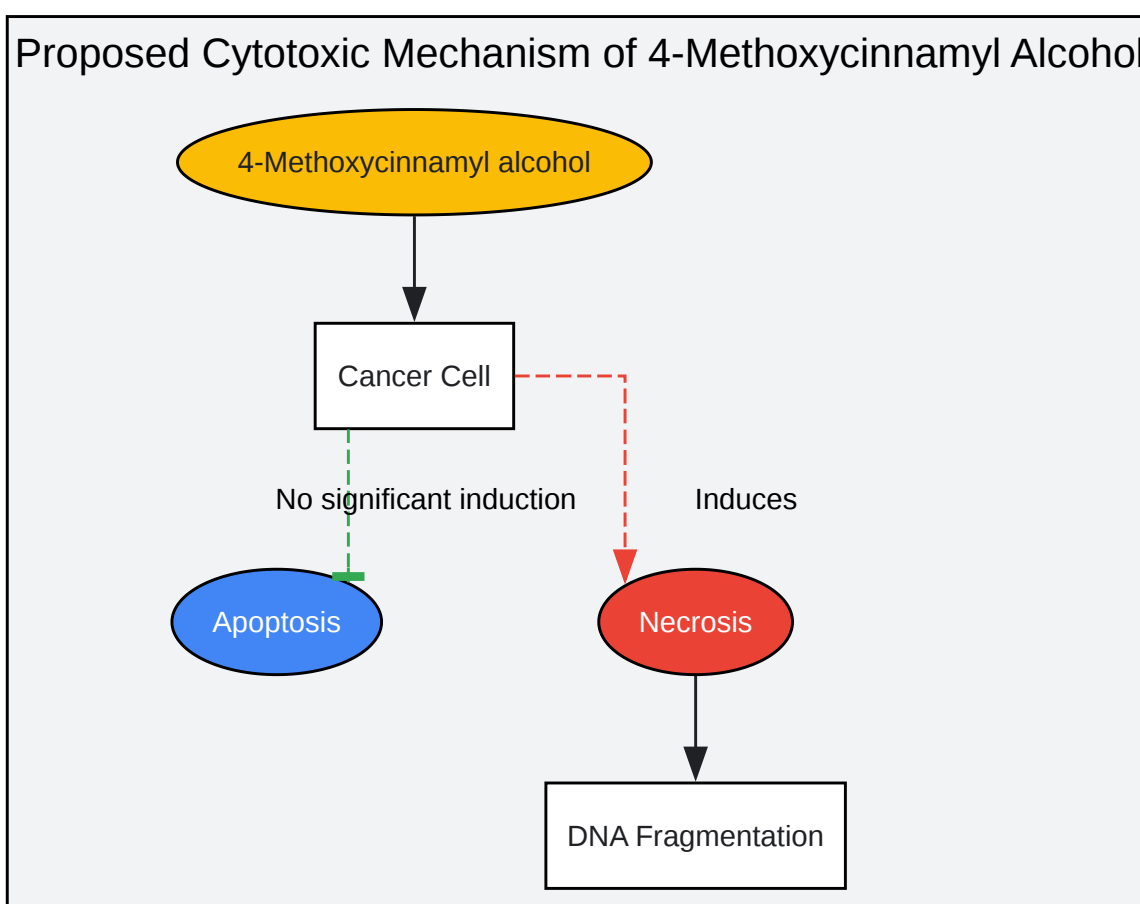 Proposed Cytotoxic Mechanism of 4-Methoxycinnamyl Alcohol
4-Methoxycinnamyl alcohol
Cancer Cell
No significant induction
Induces
Apoptosis
Necrosis
DNA Fragmentation